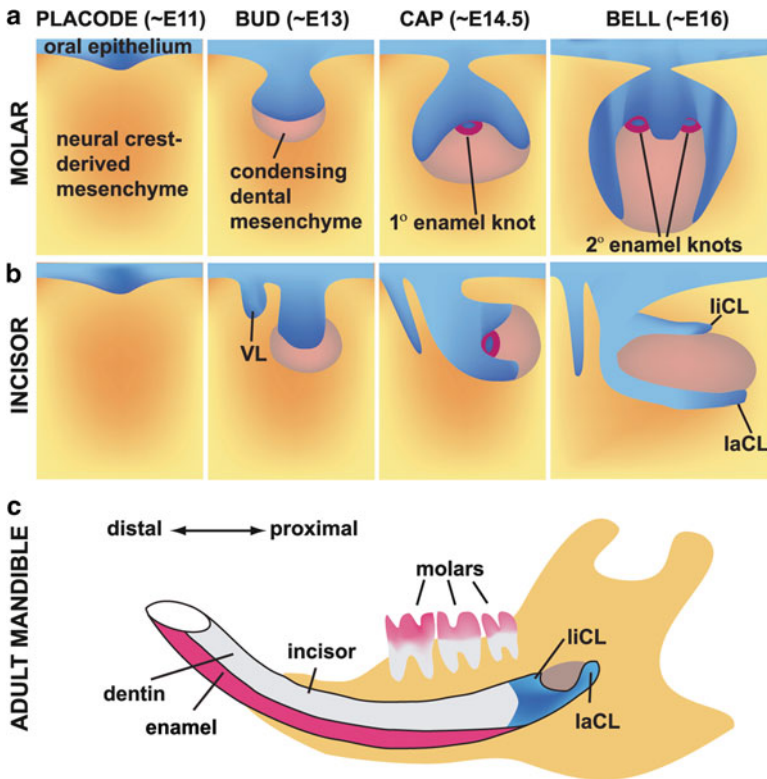 a PLACODE (~E11) BUD (~E13) CAP (~E14.5) BELL (~E16)
MOLAR
oral epithelium
neural crest-
derived
mesenchyme
condensing
dental
mesenchyme
1° enamel knot
2° enamel knots
b
INCISOR
VL
liCL
laCL
c
ADULT MANDIBLE
distal proximal
molars
incisor
liCL
dentin
enamel
laCL